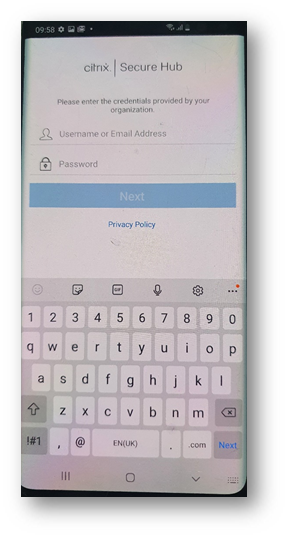 09:58
citrix | Secure Hub
Please enter the credentials provided by your
organization.
Username or Email Address
Password
Next
Privacy Policy
GIF
1 2 3 4 5 6 7 8 9 0
q w e r t y u i o p
a s d f g h j k l
z x c v b n m
!#1 , @ EN(UK) . .com Next